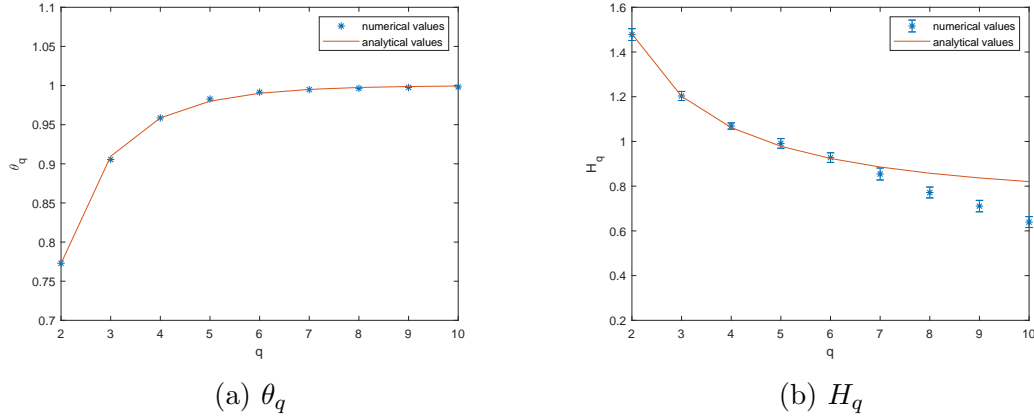 1.1
1.05
1
0.95
0.9
0.85
0.8
0.75
0.7
2 3 4 5 6 7 8 9 10
θq
q
numerical values
analytical values
(a) θq
1.6
1.4
1.2
1
0.8
0.6
0.4
0.2
2 3 4 5 6 7 8 9 10
Hq
q
numerical values
analytical values
(b) Hq